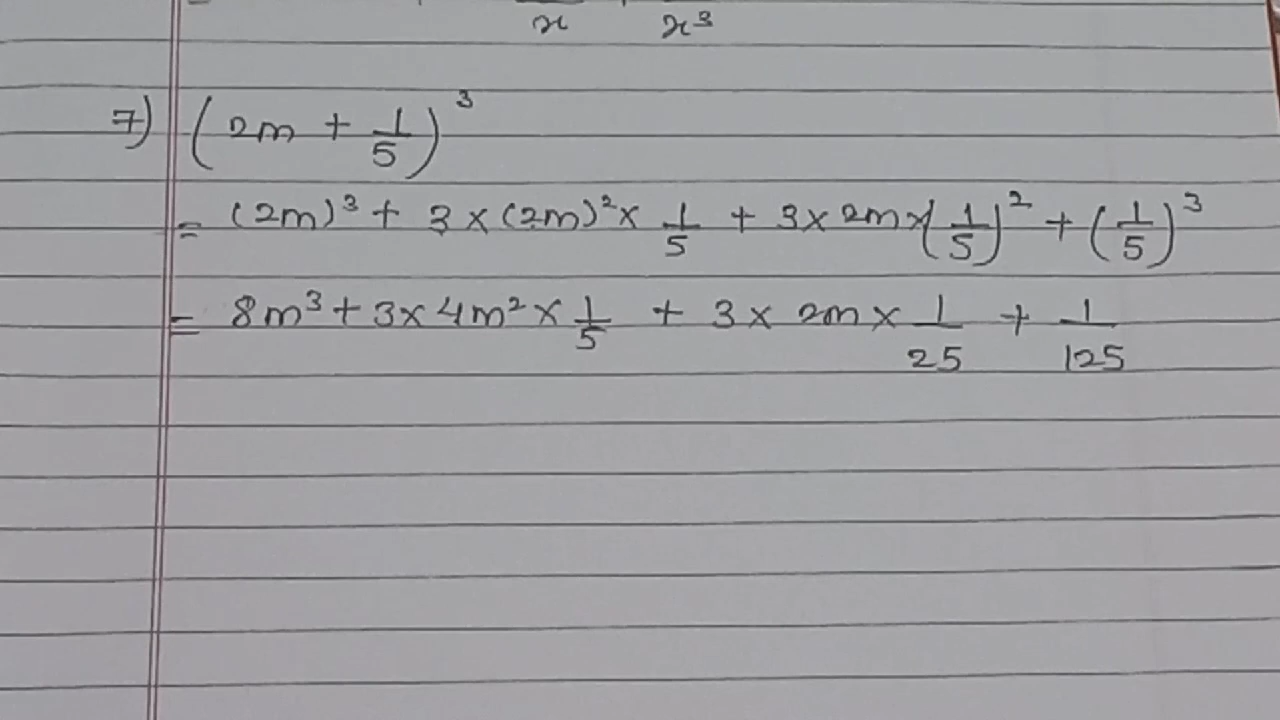 x x³
7) (2m + 1/5)³
= (2m)³ + 3 × (2m)² × 1/5 + 3 × 2m × (1/5)² + (1/5)³
= 8m³ + 3 × 4m² × 1/5 + 3 × 2m × 1/25 + 1/125